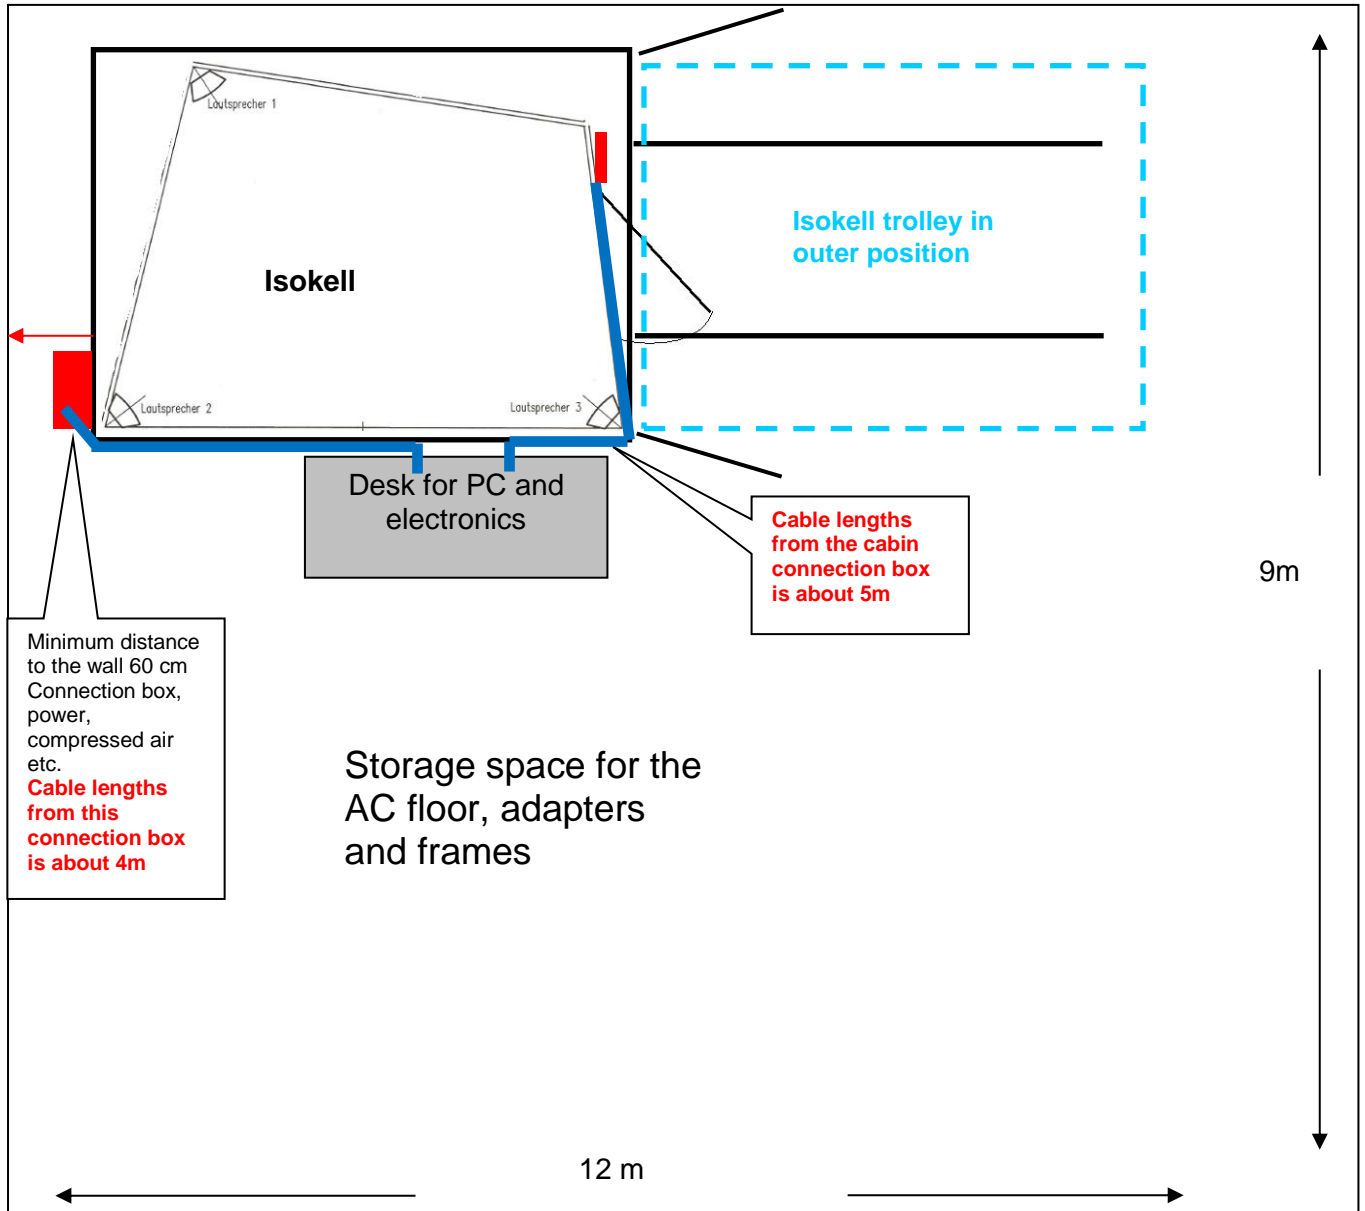 Lautsprecher 1
Isokell trolley in
outer position
Isokell
Lautsprecher 2
Lautsprecher 3
Desk for PC and
electronics
Cable lengths
from the cabin
connection box
is about 5m
9m
Minimum distance
to the wall 60 cm
Connection box,
power,
compressed air
etc.
Cable lengths
from this
connection box
is about 4m
Storage space for the
AC floor, adapters
and frames
12 m